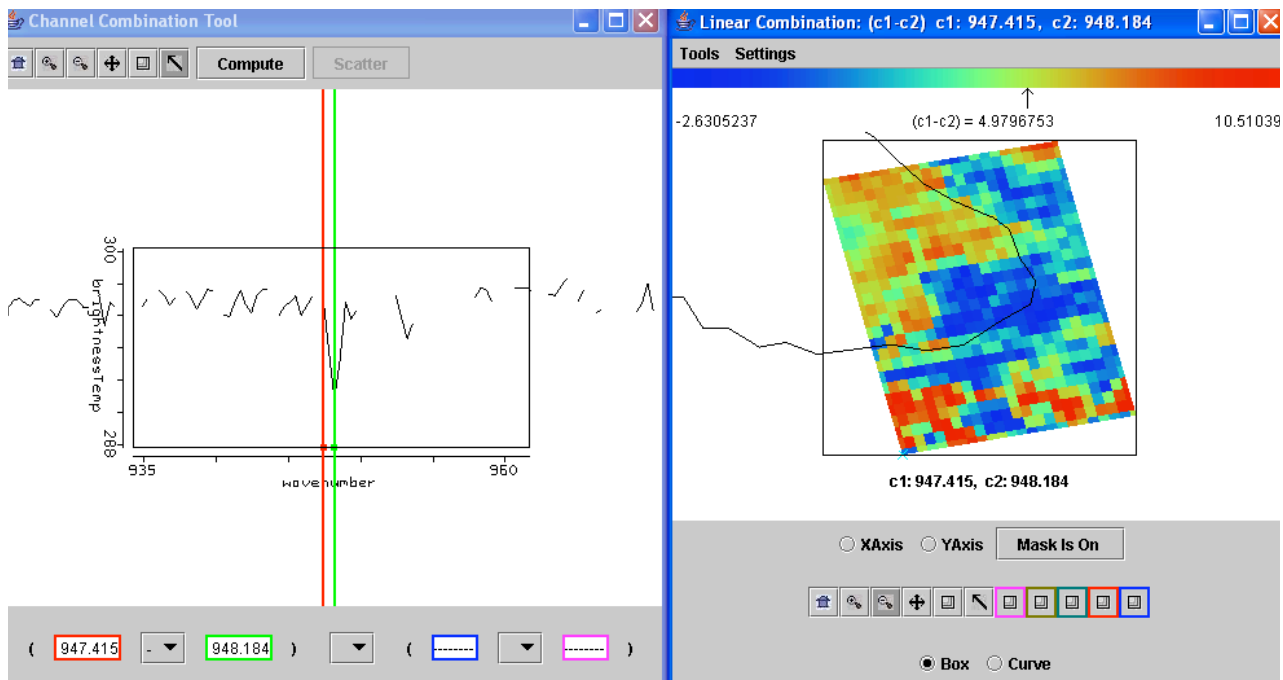 Channel Combination Tool
Compute
Scatter
300
brightnessTemp
288
935
960
wavenumber
( 947.415 - 948.184 ) ( -------- -------- )
Linear Combination: (c1-c2) c1: 947.415, c2: 948.184
Tools Settings
-2.6305237 (c1-c2) = 4.9796753 10.51039
c1: 947.415, c2: 948.184
XAxis YAxis Mask Is On
Box Curve